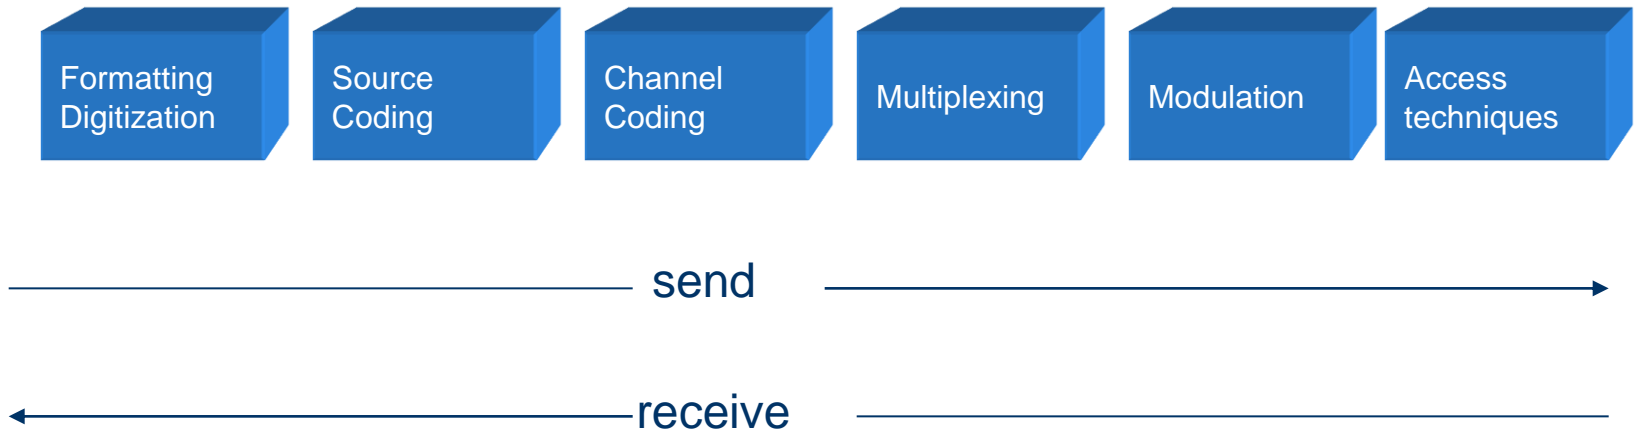 Formatting
Digitization
Source
Coding
Channel
Coding
Multiplexing
Modulation
Access
techniques
send
receive